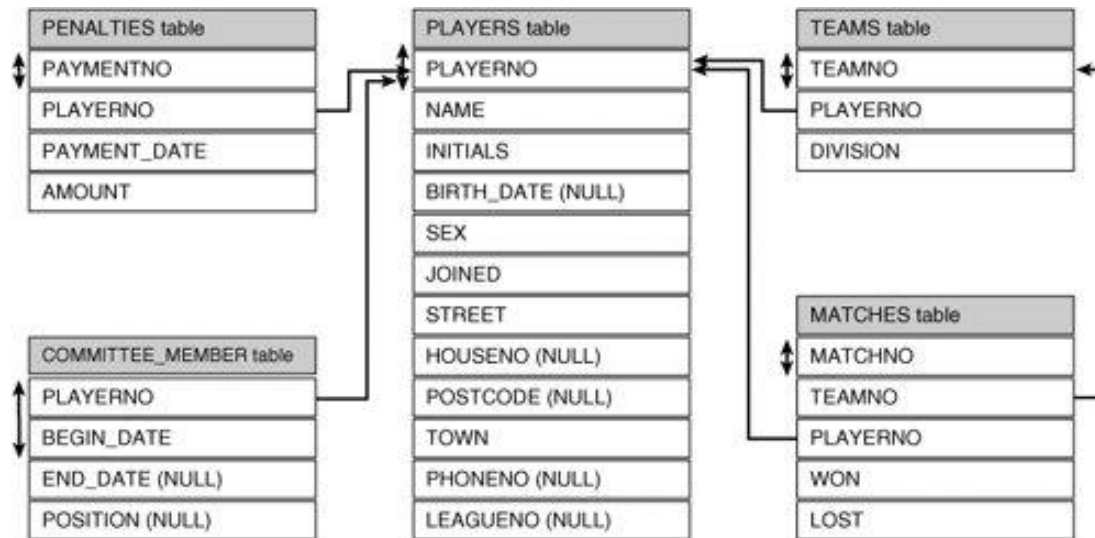 PENALTIES table
PAYMENTNO
PLAYERNO
PAYMENT_DATE
AMOUNT
COMMITTEE_MEMBER table
PLAYERNO
BEGIN_DATE
END_DATE (NULL)
POSITION (NULL)
PLAYERS table
PLAYERNO
NAME
INITIALS
BIRTH_DATE (NULL)
SEX
JOINED
STREET
HOUSENO (NULL)
POSTCODE (NULL)
TOWN
PHONENO (NULL)
LEAGUENO (NULL)
TEAMS table
TEAMNO
PLAYERNO
DIVISION
MATCHES table
MATCHNO
TEAMNO
PLAYERNO
WON
LOST